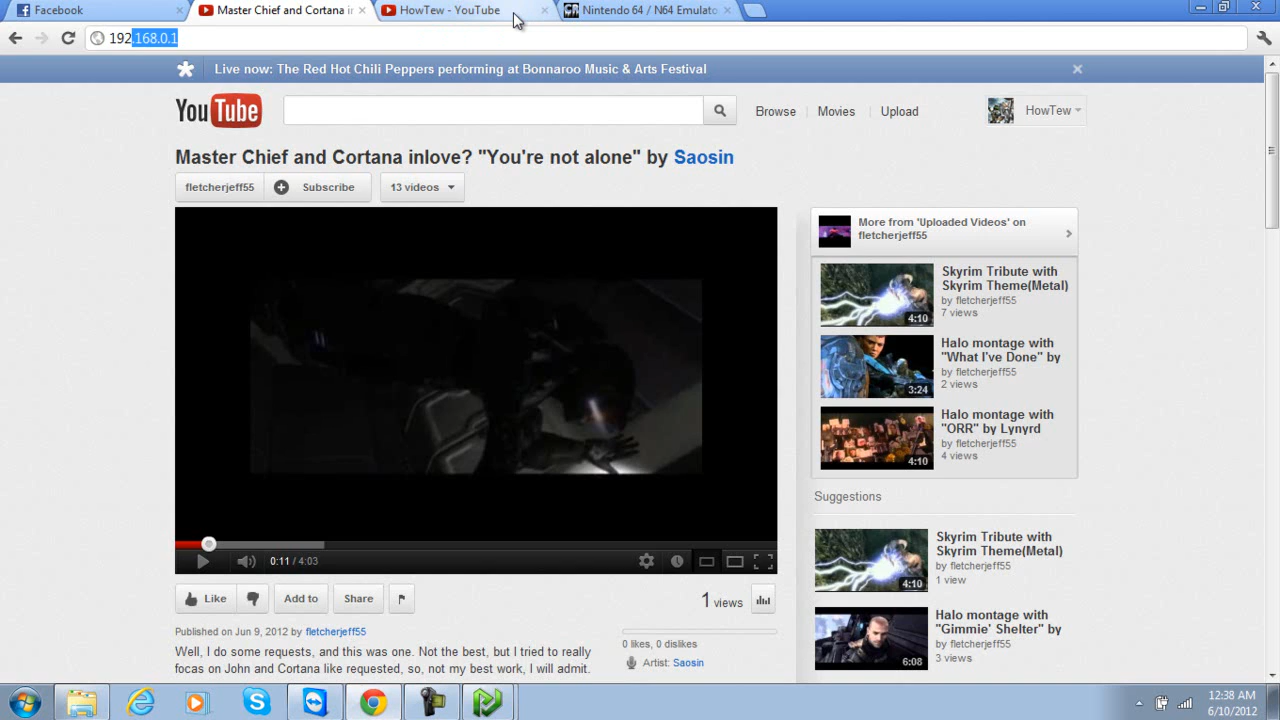 Facebook
Master Chief and Cortana in
HowTew - YouTube
Nintendo 64 / N64 Emulato
192.168.0.1
Live now: The Red Hot Chili Peppers performing at Bonnaroo Music & Arts Festival
YouTube
Browse
Movies
Upload
HowTew
Master Chief and Cortana inlove? "You're not alone" by Saosin
fletcherjeff55
Subscribe
13 videos
More from 'Uploaded Videos' on
fletcherjeff55
Skyrim Tribute with
Skyrim Theme(Metal)
by fletcherjeff55
7 views
4:10
Halo montage with
"What I've Done" by
by fletcherjeff55
2 views
3:24
Halo montage with
"ORR" by Lynyrd
by fletcherjeff55
4 views
4:10
Suggestions
Skyrim Tribute with
Skyrim Theme(Metal)
by fletcherjeff55
1 view
4:10
Halo montage with
"Gimmie' Shelter" by
by fletcherjeff55
3 views
6:08
0:11 / 4:03
Like
Add to
Share
1 views
Published on Jun 9, 2012 by fletcherjeff55
0 likes, 0 dislikes
Well, I do some requests, and this was one. Not the best, but I tried to really
focas on John and Cortana like requested, so, not my best work, I will admit.
Artist: Saosin
12:38 AM
6/10/2012